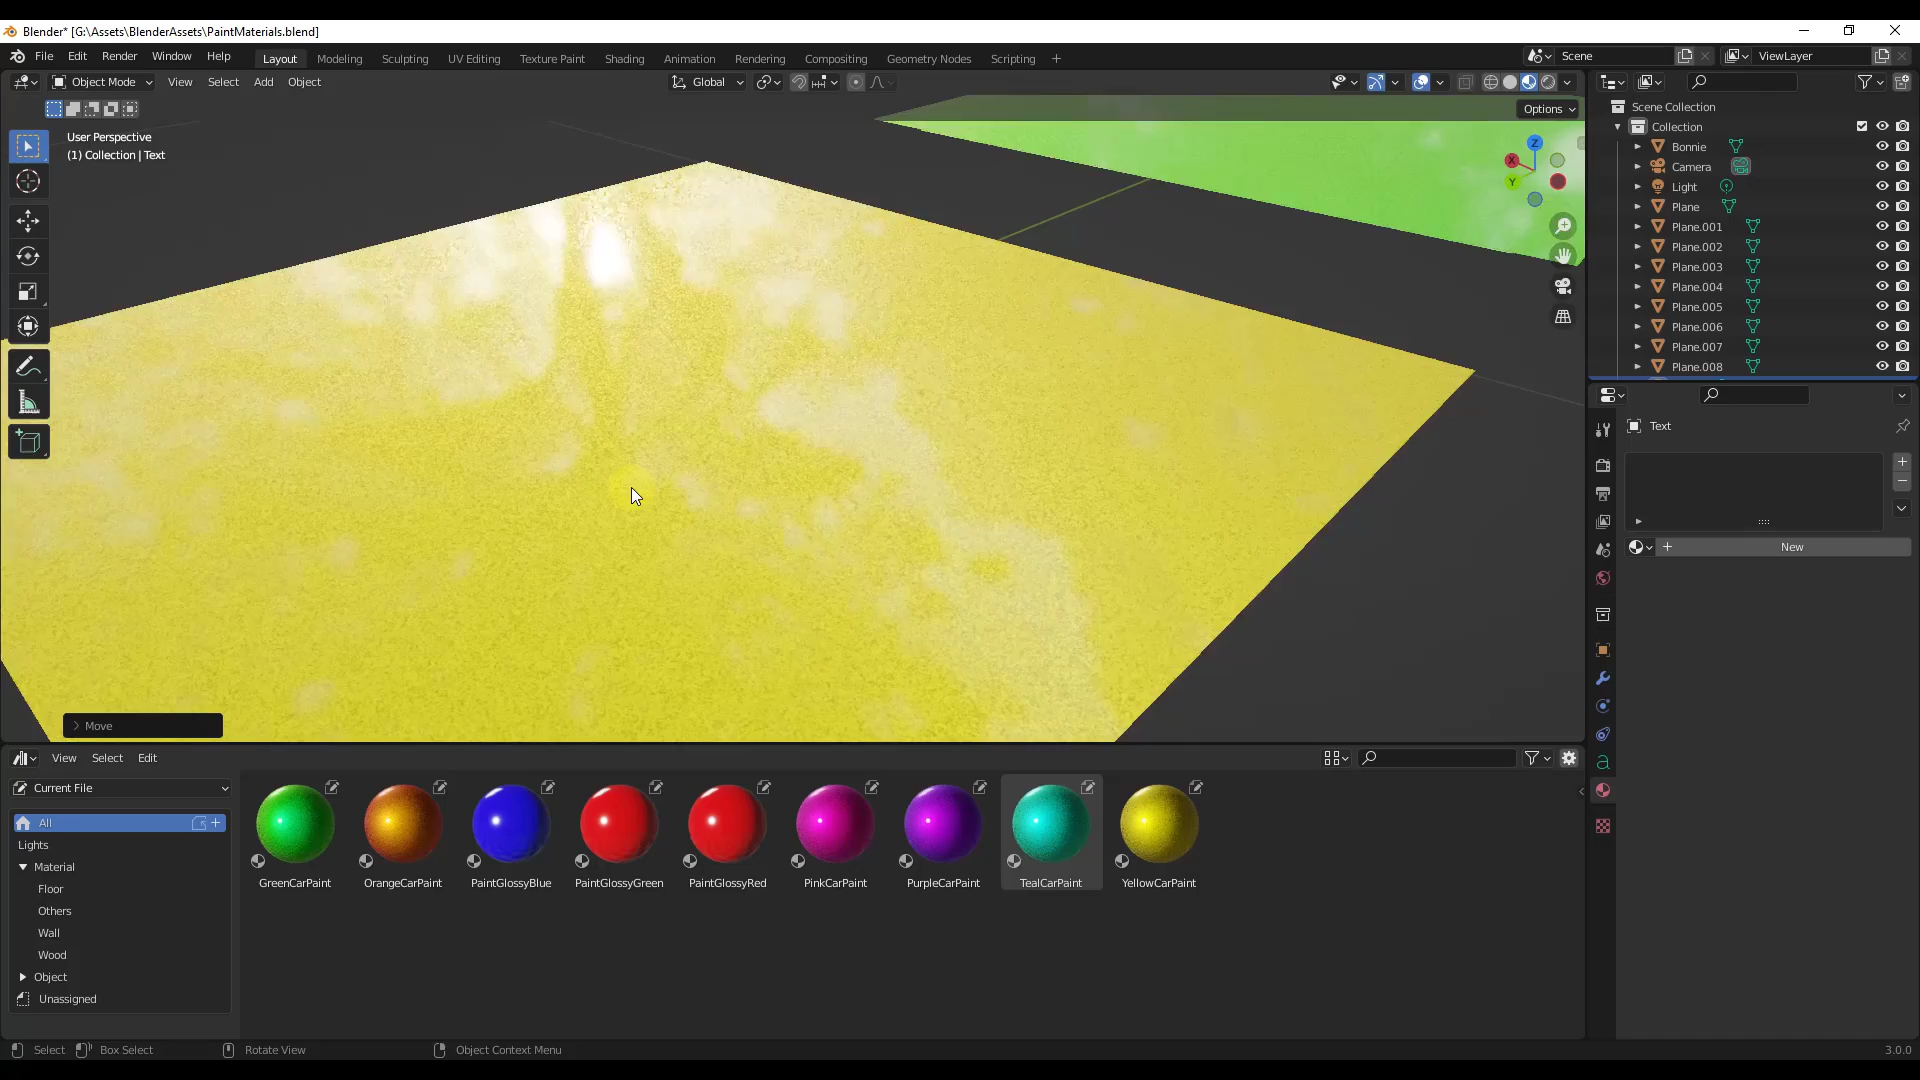 Blender* [G:\Assets\BlenderAssets\PaintMaterials.blend]
File Edit Render Window Help Layout Modeling Sculpting UV Editing Texture Paint Shading Animation Rendering Compositing Geometry Nodes Scripting + Scene ViewLayer
Object Mode View Select Add Object Global
Options
User Perspective
(1) Collection | Text
Z
X
Y
Move
Scene Collection
Collection
Bonnie
Camera
Light
Plane
Plane.001
Plane.002
Plane.003
Plane.004
Plane.005
Plane.006
Plane.007
Plane.008
Text
New
View Select Edit
Current File
All
Lights
Material
Floor
Others
Wall
Wood
Object
Unassigned
GreenCarPaint OrangeCarPaint PaintGlossyBlue PaintGlossyGreen PaintGlossyRed PinkCarPaint PurpleCarPaint TealCarPaint YellowCarPaint
Select Box Select Rotate View Object Context Menu 3.0.0